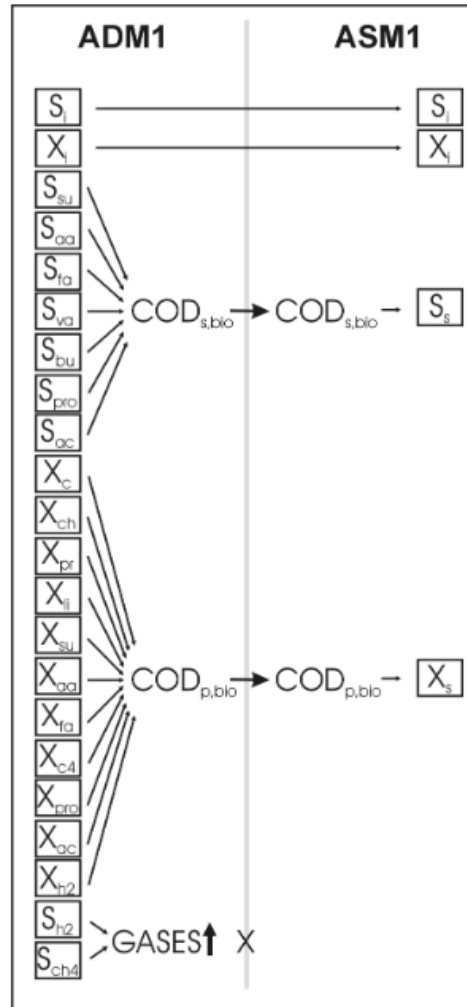 ADM1 ASM1
S_i S_i
X_i X_i
S_su
S_aa
S_fa
S_va COD_s,bio COD_s,bio S_s
S_bu
S_pro
S_ac
X_c
X_ch
X_pr
X_li
X_su
X_aa COD_p,bio COD_p,bio X_s
X_fa
X_c4
X_pro
X_ac
X_h2
S_h2
GASES X
S_ch4